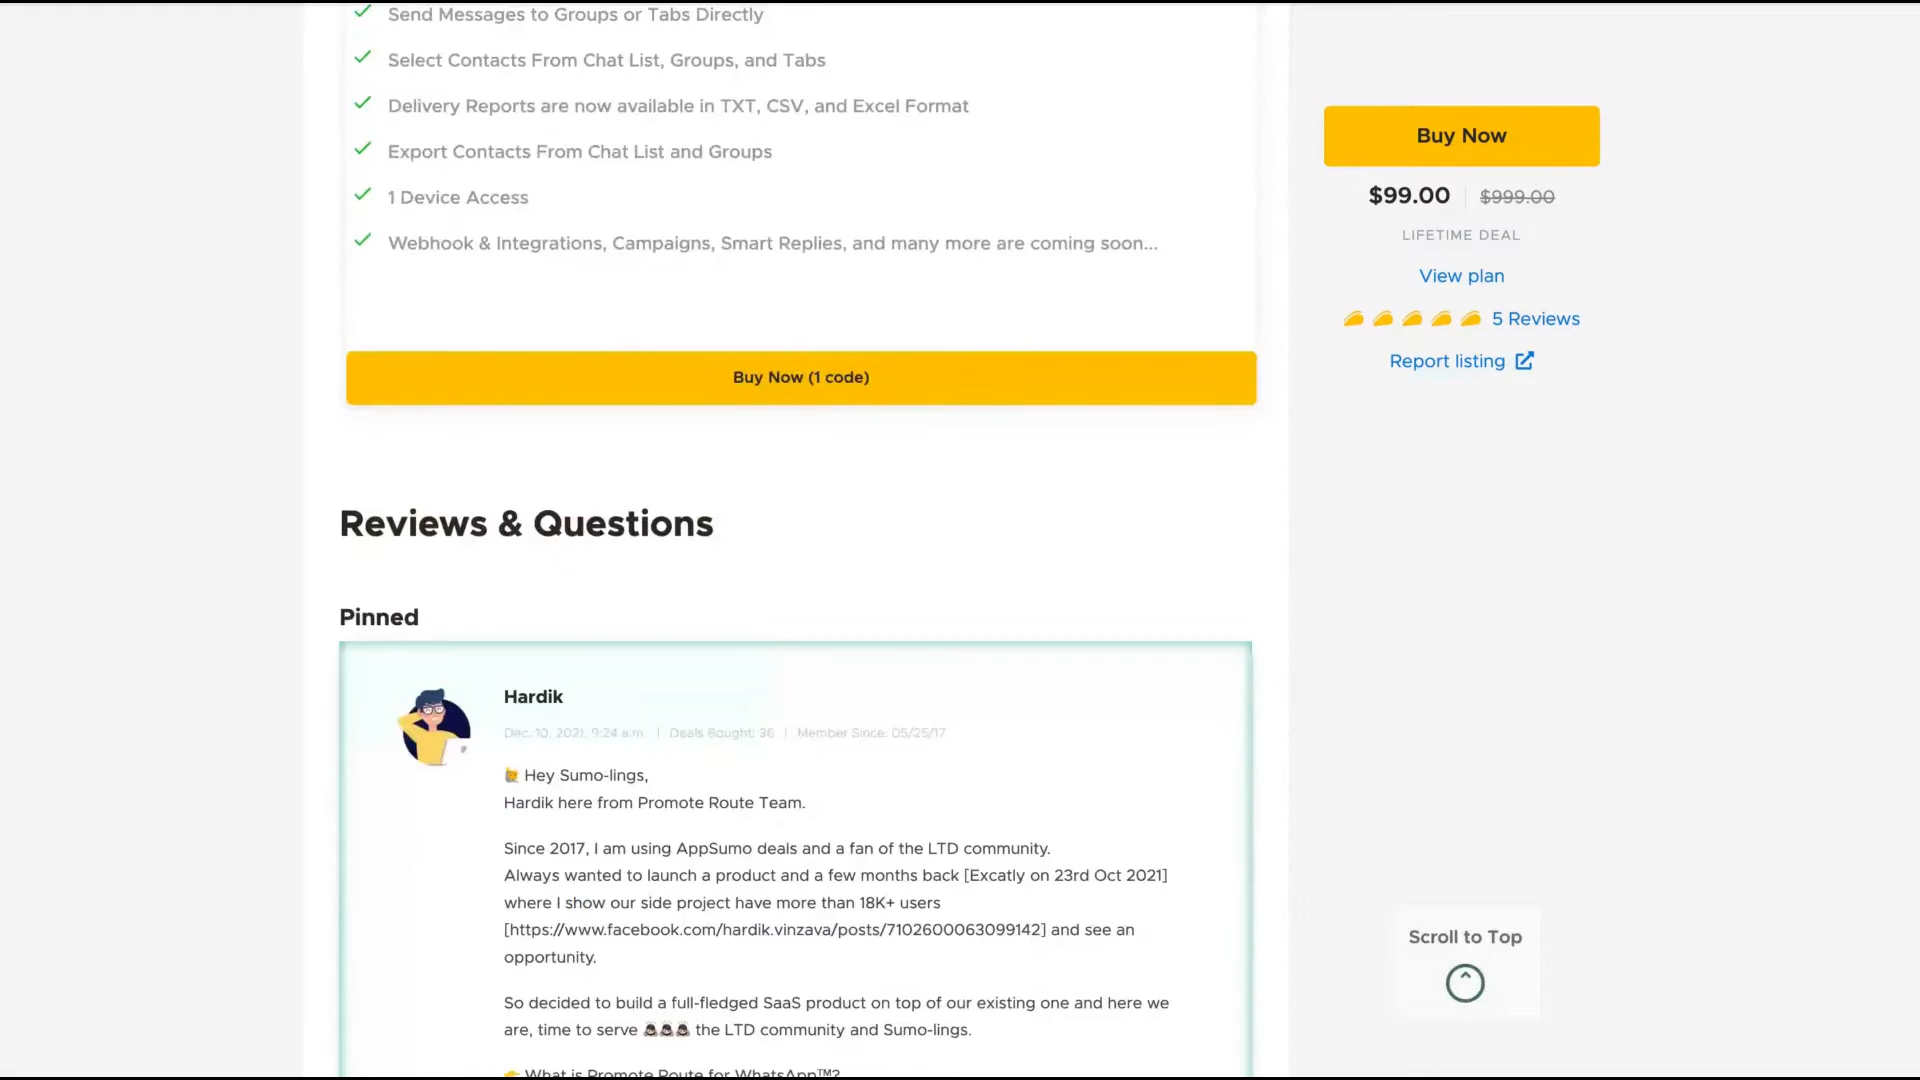 Send Messages to Groups or Tabs Directly
Select Contacts From Chat List, Groups, and Tabs
Delivery Reports are now available in TXT, CSV, and Excel Format
Export Contacts From Chat List and Groups
1 Device Access
Webhook & Integrations, Campaigns, Smart Replies, and many more are coming soon...
Buy Now (1 code)
Buy Now
$99.00 | $999.00
LIFETIME DEAL
View plan
5 Reviews
Report listing
Reviews & Questions
Pinned
Hardik
Dec. 10, 2021, 9:24 a.m. | Deals Bought: 36 | Member Since: 05/25/17
Hey Sumo-lings,
Hardik here from Promote Route Team.
Since 2017, I am using AppSumo deals and a fan of the LTD community.
Always wanted to launch a product and a few months back [Excatly on 23rd Oct 2021]
where I show our side project have more than 18K+ users
[https://www.facebook.com/hardik.vinzava/posts/7102600063099142] and see an
opportunity.
So decided to build a full-fledged SaaS product on top of our existing one and here we
are, time to serve the LTD community and Sumo-lings.
What is Promote Route for WhatsApp™?
Scroll to Top